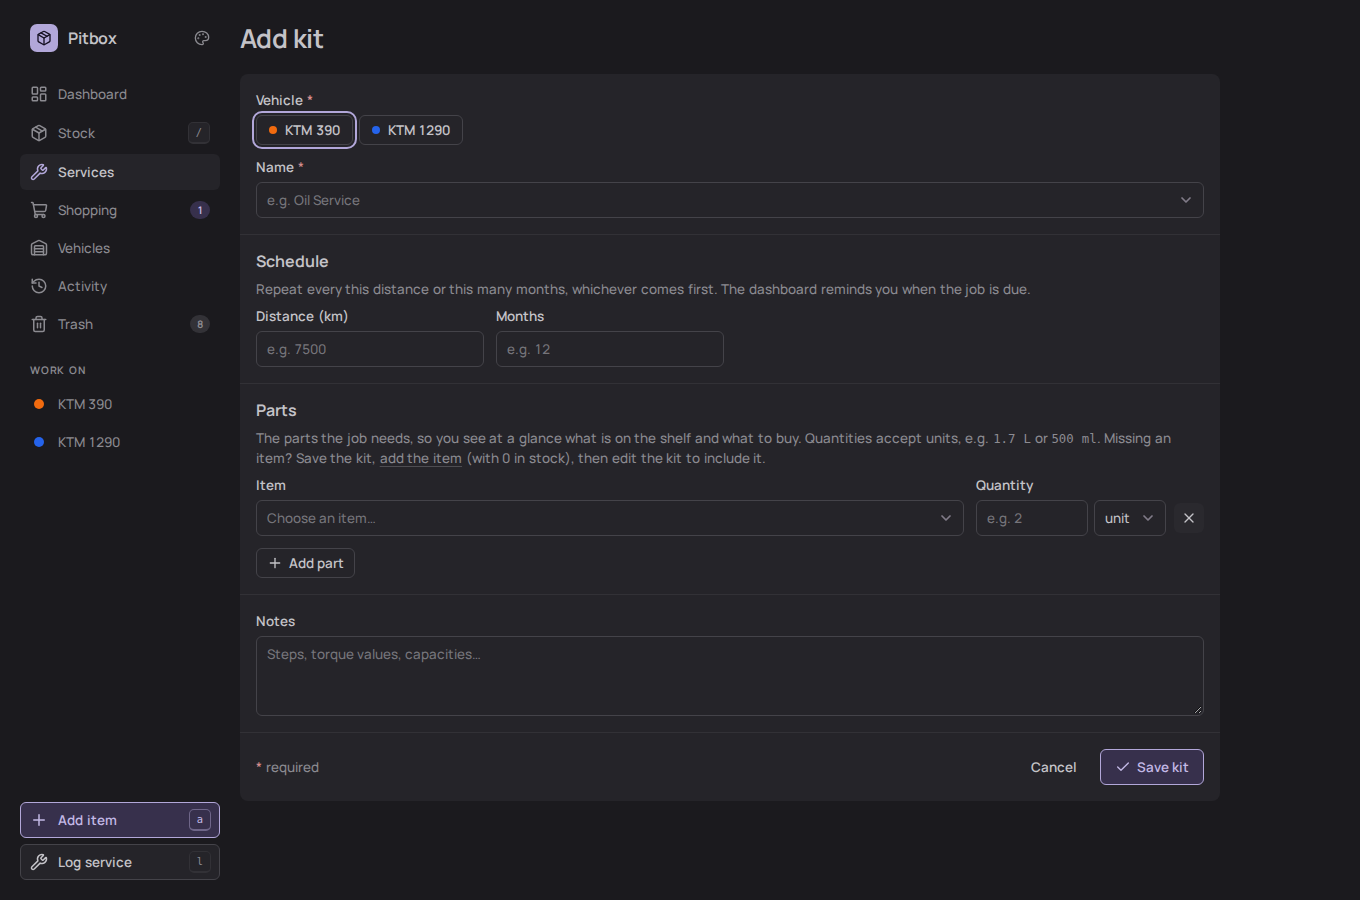 Pitbox
Dashboard
Stock /
Services
Shopping 1
Vehicles
Activity
Trash 8
WORK ON
KTM 390
KTM 1290
Add item a
Log service l
Add kit
Vehicle *
KTM 390 KTM 1290
Name *
e.g. Oil Service
Schedule
Repeat every this distance or this many months, whichever comes first. The dashboard reminds you when the job is due.
Distance (km) Months
e.g. 7500 e.g. 12
Parts
The parts the job needs, so you see at a glance what is on the shelf and what to buy. Quantities accept units, e.g. 1.7 L or 500 ml. Missing an
item? Save the kit, add the item (with 0 in stock), then edit the kit to include it.
Item Quantity
Choose an item... e.g. 2 unit
Add part
Notes
Steps, torque values, capacities...
* required Cancel Save kit